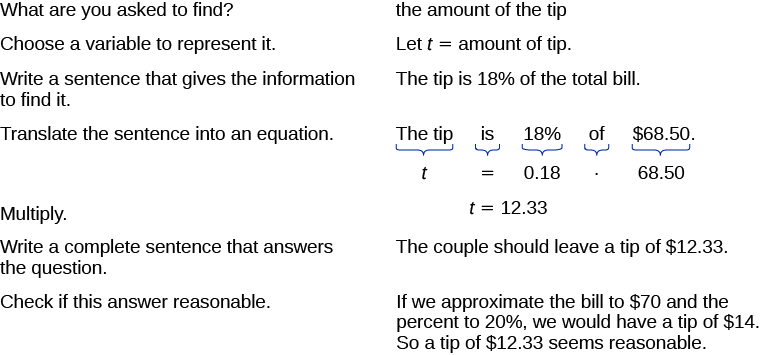 What are you asked to find? the amount of the tip
Choose a variable to represent it. Let t = amount of tip.
Write a sentence that gives the information The tip is 18% of the total bill.
to find it.
Translate the sentence into an equation. The tip is 18% of $68.50.
t = 0.18 · 68.50
t = 12.33
Multiply.
Write a complete sentence that answers The couple should leave a tip of $12.33.
the question.
Check if this answer reasonable. If we approximate the bill to $70 and the
percent to 20%, we would have a tip of $14.
So a tip of $12.33 seems reasonable.